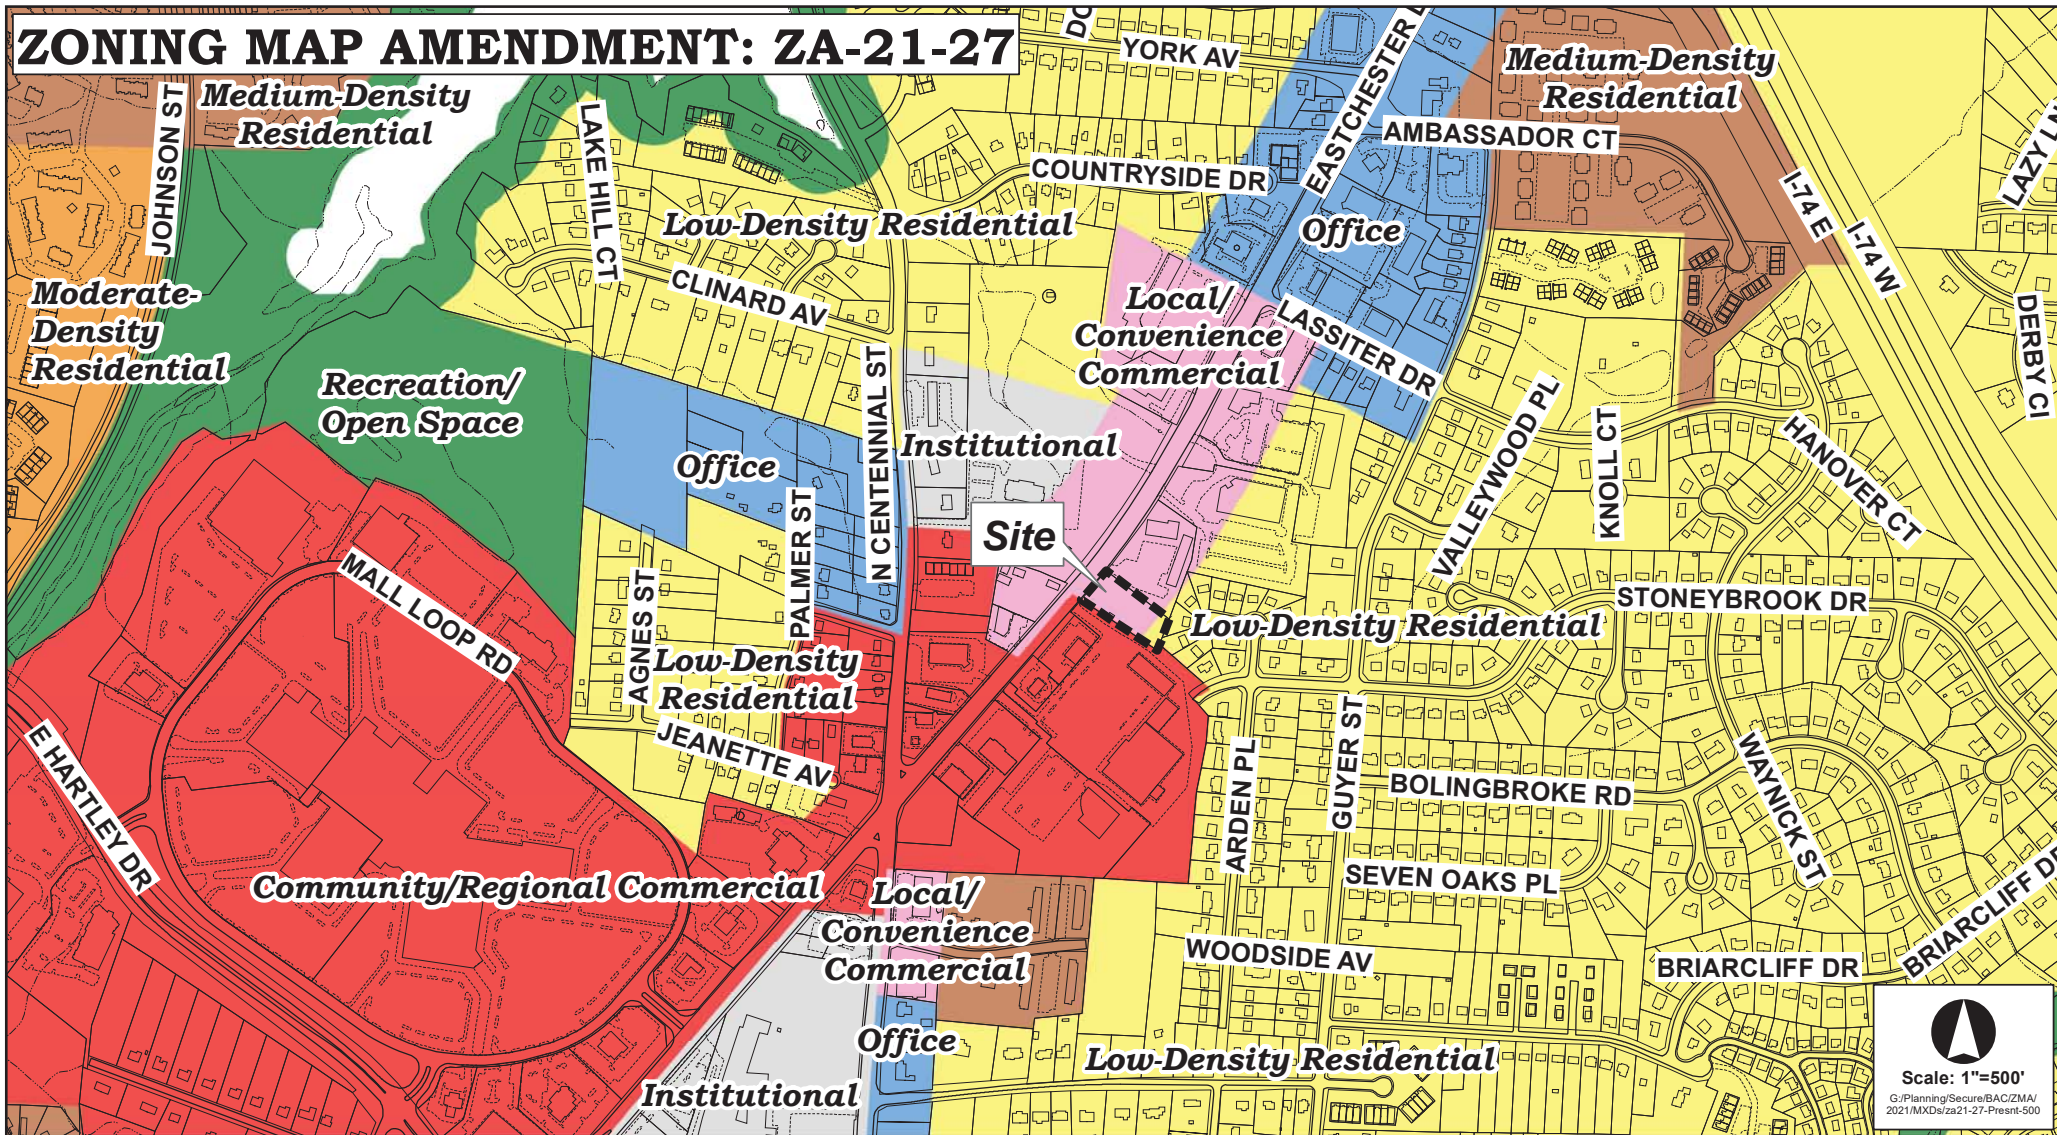 ZONING MAP AMENDMENT: ZA-21-27
YORK AV
EASTCHESTER
Medium-Density
Residential
Medium-Density
Residential
JOHNSON ST
LAKE HILL CT
AMBASSADOR CT
COUNTRYSIDE DR
LAZY LN
I-74 E
I-74 W
Low-Density Residential
Office
CLINARD AV
Moderate-
Density
Residential
Local/
Convenience
Commercial
LASSITER DR
DERBY
Recreation/
Open Space
N CENTENNIAL ST
Institutional
Office
VALLEYWOOD PL
KNOLL CT
HANOVER CT
PALMER ST
Site
MALL LOOP RD
AGNES ST
STONEYBROOK DR
Low-Density Residential
Low-Density
Residential
JEANETTE AV
E HARTLEY DR
ARDEN PL
GUYER ST
BOLINGBROKE RD
WAYNICK ST
SEVEN OAKS PL
Community/Regional Commercial
Local/
Convenience
Commercial
WOODSIDE AV
BRIARCLIFF DR
BRIARCLIFF DR
Office
Low-Density Residential
Institutional
Scale: 1"=500'
G:/Planning/Secure/BAC/ZMA/
2021/MXDs/za21-27-Presnt-500